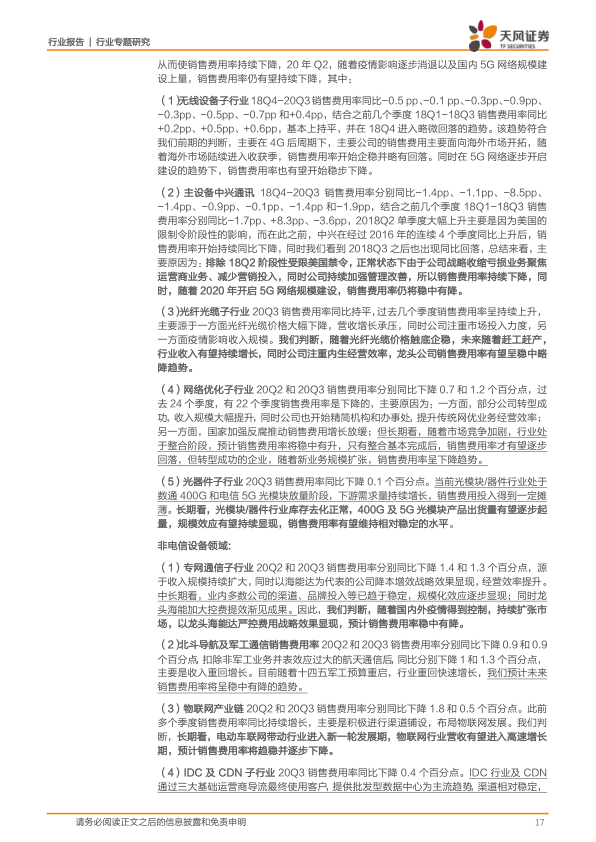 行业报告 | 行业专题研究
天风证券
TF SECURITIES
从而使销售费用率持续下降，20 年 Q2，随着疫情影响逐步消退以及国内 5G 网络规模建
设上量，销售费用率仍有望持续下降，其中：
（1)无线设备子行业 18Q4-20Q3 销售费用率同比-0.5 pp、-0.1 pp、-0.3pp、-0.9pp、
-0.3pp、-0.5pp、-0.7pp 和+0.4pp，结合之前几个季度 18Q1-18Q3 销售费用率同比
+0.2pp、+0.5pp、+0.6pp，基本上持平，并在 18Q4 进入略微回落的趋势。该趋势符合
我们前期的判断，主要在 4G 后周期下，主要公司的销售费用主要面向海外市场开拓，随
着海外市场陆续进入收获季，销售费用率开始企稳并略有回落。同时在 5G 网络逐步开启
建设的趋势下，销售费用率也有望开始稳步下降。
（2）主设备中兴通讯 18Q4-20Q3 销售费用率分别同比-1.4pp、-1.1pp、-8.5pp、
-1.4pp、-0.9pp、-0.1pp、-1.4pp 和-1.9pp，结合之前几个季度 18Q1-18Q3 销售
费用率分别同比-1.7pp、+8.3pp、-3.6pp，2018Q2 单季度大幅上升主要是因为美国的
限制令阶段性的影响，而在此之前，中兴在经过 2016 年的连续 4 个季度同比上升后，销
售费用率开始持续同比下降，同时我们看到 2018Q3 之后也出现同比回落，总结来看，主
要原因为：排除 18Q2 阶段性受限美国禁令，正常状态下由于公司战略收缩亏损业务聚焦
运营商业务、减少营销投入，同时公司持续加强管理改善，所以销售费用率持续下降，同
时，随着 2020 年开启 5G 网络规模建设，销售费用率仍将稳中有降。
（3）光纤光缆子行业 20Q3 销售费用率同比持平，过去几个季度销售费用率呈持续上升，
主要源于一方面光纤光缆价格大幅下降，营收增长承压，同时公司注重市场投入力度，另
一方面疫情影响收入规模。我们判断，随着光纤光缆价格触底企稳，未来随着赶工赶产，
行业收入有望持续增长，同时公司注重内生经营效率，龙头公司销售费用率有望呈稳中略
降趋势。
（4）网络优化子行业 20Q2 和 20Q3 销售费用率分别同比下降 0.7 和 1.2 个百分点，过
去 24 个季度，有 22 个季度销售费用率是下降的，主要原因为：一方面，部分公司转型成
功，收入规模大幅提升，同时公司也开始精简机构和办事处，提升传统网优业务经营效率；
另一方面，国家加强反腐推动销售费用增长放缓；但长期看，随着市场竞争加剧，行业处
于整合阶段，预计销售费用率将稳中有升，只有整合基本完成后，销售费用率才有望逐步
回落，但转型成功的企业，随着新业务规模扩张，销售费用率呈下降趋势。
（5）光器件子行业 20Q3 销售费用率同比下降 0.1 个百分点。当前光模块/器件行业处于
数通 400G 和电信 5G 光模块放量阶段，下游需求量持续增长，销售费用投入得到一定摊
薄。长期看，光模块/器件行业库存去化正常，400G 及 5G 光模块产品出货量有望逐步起
量，规模效应有望持续显现，销售费用率有望维持相对稳定的水平。
非电信设备领域：
（1）专网通信子行业 20Q2 和 20Q3 销售费用率分别同比下降 1.4 和 1.3 个百分点，源
于收入规模持续扩大，同时以海能达为代表的公司降本增效战略效果显现，经营效率提升。
中长期看，业内多数公司的渠道、品牌投入等已趋于稳定，规模化效应逐步显现；同时龙
头海能加大控费提效渐见成果。因此，我们判断，随着国内外疫情得到控制，持续扩张市
场，以龙头海能达严控费用战略效果显现，预计销售费用率稳中有降。
（2)北斗导航及军工通信销售费用率 20Q2 和 20Q3 销售费用率分别同比下降 0.9 和 0.9
个百分点，扣除非军工业务并表效应过大的航天通信后，同比分别下降 1 和 1.3 个百分点，
主要是收入重回增长。目前随着十四五军工预算重启，行业重回快速增长，我们预计未来
销售费用率将呈稳中有降的趋势。
（3）物联网产业链 20Q2 和 20Q3 销售费用率分别同比下降 1.8 和 0.5 个百分点。此前
多个季度销售费用率同比持续增长，主要是积极进行渠道铺设，布局物联网发展。我们判
断，长期看，电动车联网带动行业进入新一轮发展期，物联网行业营收有望进入高速增长
期，预计销售费用率将趋稳并逐步下降。
（4）IDC 及 CDN 子行业 20Q3 销售费用率同比下降 0.4 个百分点。IDC 行业及 CDN
通过三大基础运营商导流最终使用客户，提供批发型数据中心为主流趋势，渠道相对稳定，
请务必阅读正文之后的信息披露和免责申明
17